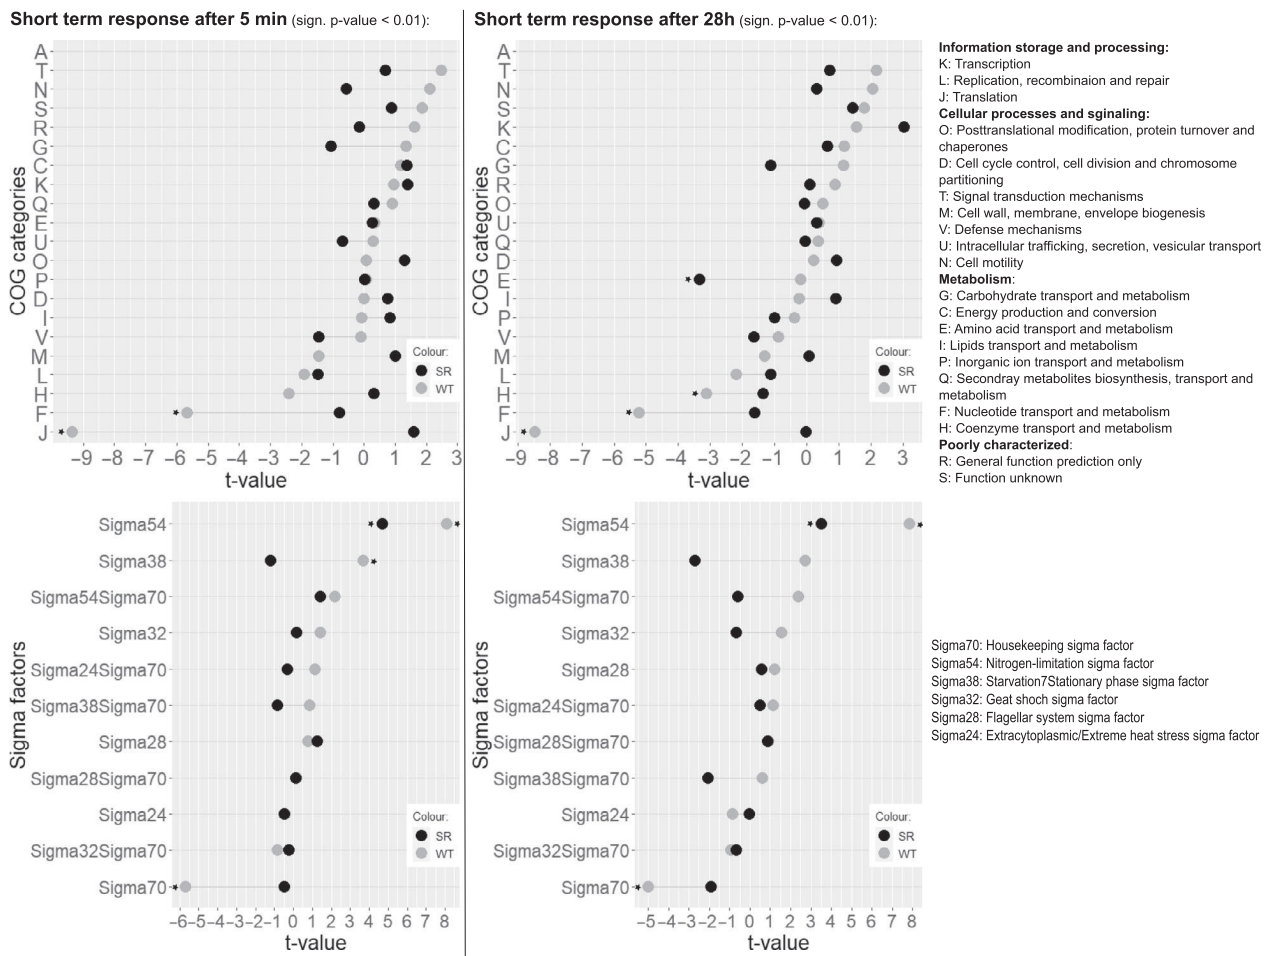 Short term response after 5 min (sign. p-value < 0.01):
COG categories
A
T
N
S
R
G
C
K
Q
E
U
O
P
D
I
V
M
L
H
F
J
Colour:
SR
WT
−9 −8 −7 −6 −5 −4 −3 −2 −1 0 1 2 3
t-value
Short term response after 28h (sign. p-value < 0.01):
COG categories
A
T
N
S
K
C
G
R
O
U
Q
D
E
I
P
V
M
L
H
F
J
Colour:
SR
WT
−9 −8 −7 −6 −5 −4 −3 −2 −1 0 1 2 3
t-value
Information storage and processing:
K: Transcription
L: Replication, recombinaion and repair
J: Translation
Cellular processes and sginaling:
O: Posttranslational modification, protein turnover and
chaperones
D: Cell cycle control, cell division and chromosome
partitioning
T: Signal transduction mechanisms
M: Cell wall, membrane, envelope biogenesis
V: Defense mechanisms
U: Intracellular trafficking, secretion, vesicular transport
N: Cell motility
Metabolism:
G: Carbohydrate transport and metabolism
C: Energy production and conversion
E: Amino acid transport and metabolism
I: Lipids transport and metabolism
P: Inorganic ion transport and metabolism
Q: Secondray metabolites biosynthesis, transport and
metabolism
F: Nucleotide transport and metabolism
H: Coenzyme transport and metabolism
Poorly characterized:
R: General function prediction only
S: Function unknown
Sigma factors
Sigma54
Sigma38
Sigma54Sigma70
Sigma32
Sigma24Sigma70
Sigma38Sigma70
Sigma28
Sigma28Sigma70
Sigma24
Sigma32Sigma70
Sigma70
Colour:
SR
WT
−6 −5 −4 −3 −2 −1 0 1 2 3 4 5 6 7 8
t-value
Sigma factors
Sigma54
Sigma38
Sigma54Sigma70
Sigma32
Sigma28
Sigma24Sigma70
Sigma28Sigma70
Sigma38Sigma70
Sigma24
Sigma32Sigma70
Sigma70
Colour:
SR
WT
−5 −4 −3 −2 −1 0 1 2 3 4 5 6 7 8
t-value
Sigma70: Housekeeping sigma factor
Sigma54: Nitrogen-limitation sigma factor
Sigma38: Starvation7Stationary phase sigma factor
Sigma32: Geat shoch sigma factor
Sigma28: Flagellar system sigma factor
Sigma24: Extracytoplasmic/Extreme heat stress sigma factor